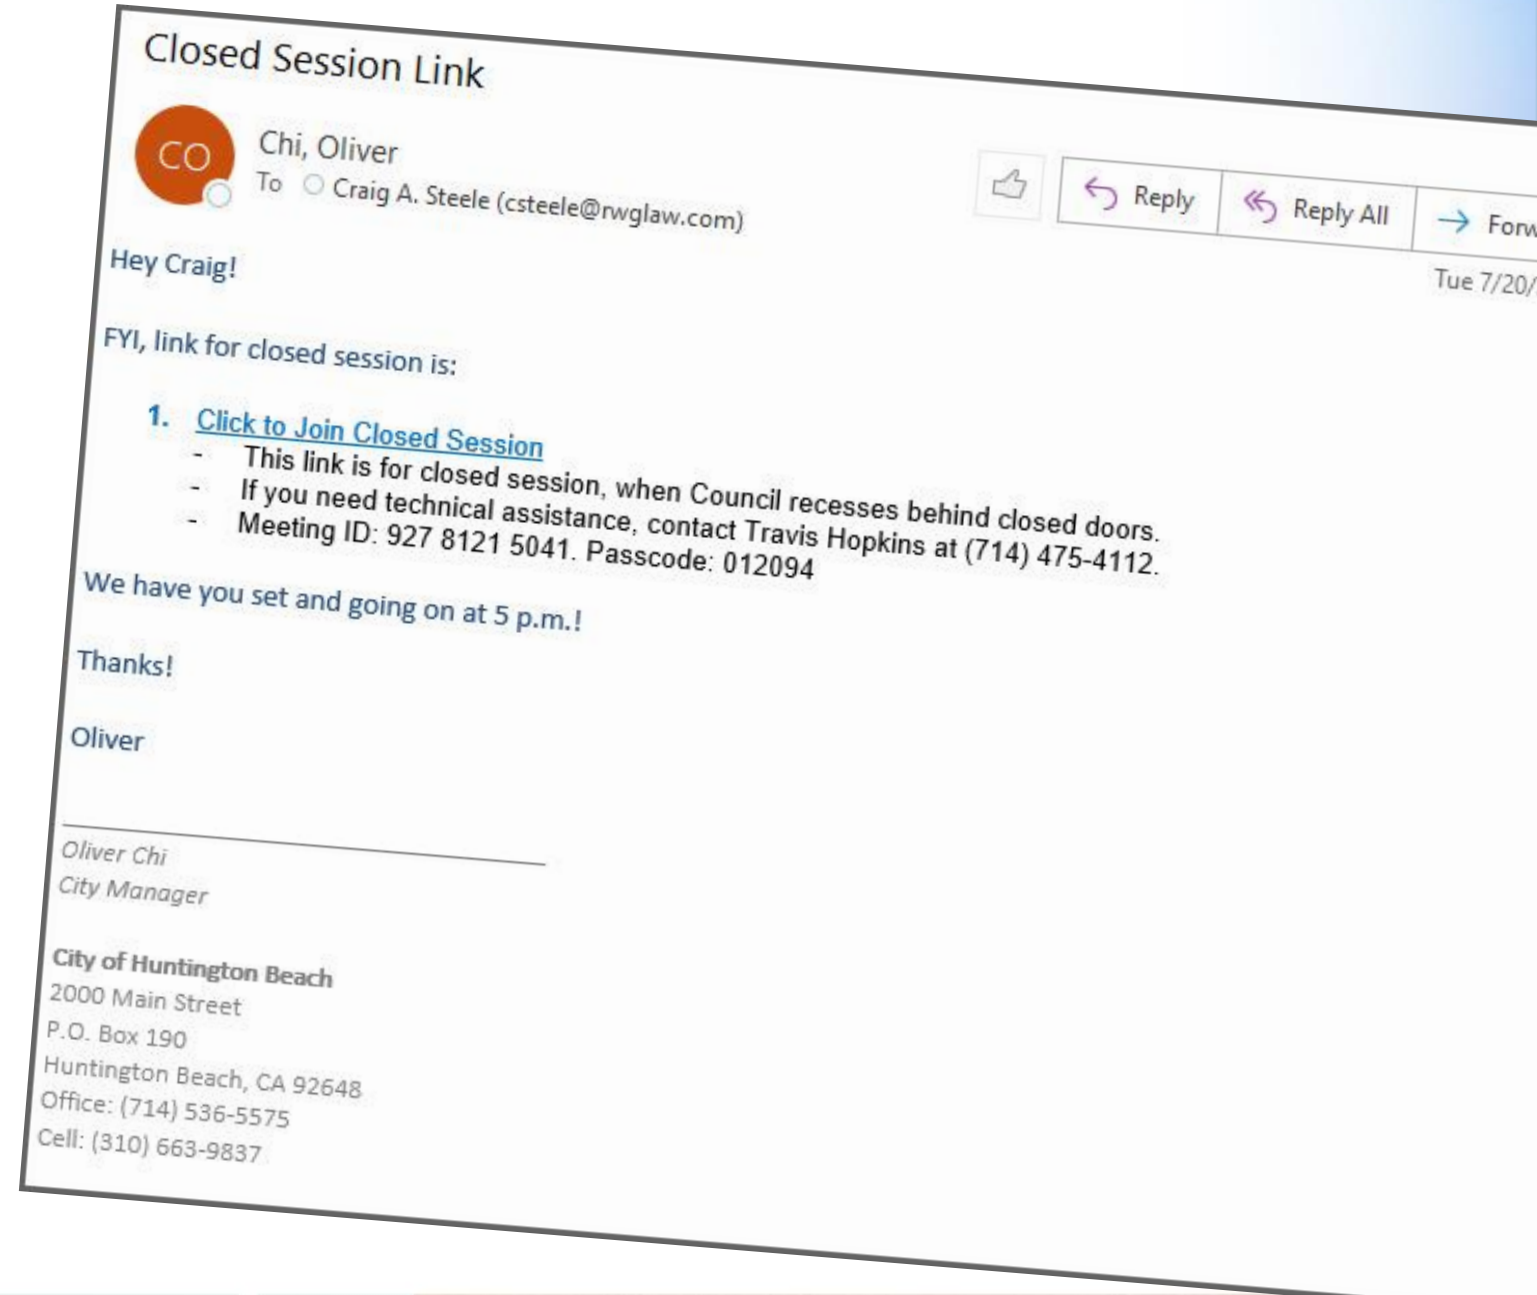 Closed Session Link
CO
Chi, Oliver
To Craig A. Steele (csteele@rwglaw.com)
Reply
Reply All
Tue 7/20/
Hey Craig!
FYI, link for closed session is:
1. Click to Join Closed Session
- This link is for closed session, when Council recesses behind closed doors.
- If you need technical assistance, contact Travis Hopkins at (714) 475-4112.
- Meeting ID: 927 8121 5041. Passcode: 012094
We have you set and going on at 5 p.m.!
Thanks!
Oliver
Oliver Chi
City Manager
City of Huntington Beach
2000 Main Street
P.O. Box 190
Huntington Beach, CA 92648
Office: (714) 536-5575
Cell: (310) 663-9837